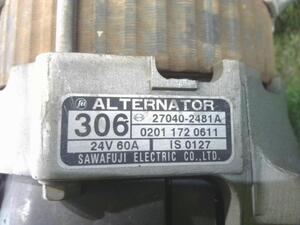 ALTERNATOR
306 27040-2481A
0201 172 0611
24V 60A IS 0127
SAWAFUJI ELECTRIC CO.,LTD.